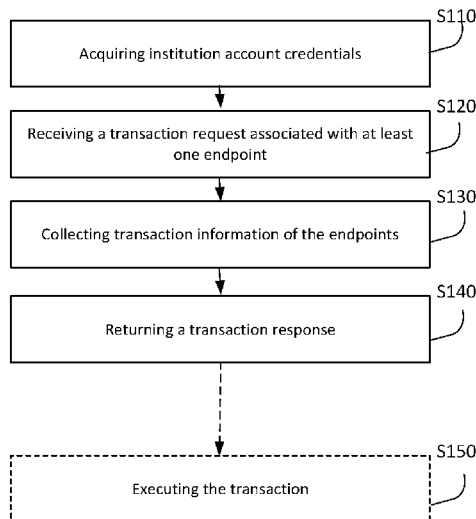 S110
Acquiring institution account credentials
S120
Receiving a transaction request associated with at least
one endpoint
S130
Collecting transaction information of the endpoints
S140
Returning a transaction response
S150
Executing the transaction